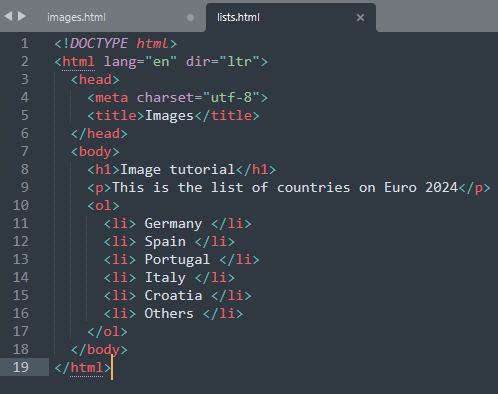 images.html lists.html
1 <!DOCTYPE html>
2 <html lang="en" dir="ltr">
3   <head>
4     <meta charset="utf-8">
5     <title>Images</title>
6   </head>
7   <body>
8     <h1>Image tutorial</h1>
9     <p>This is the list of countries on Euro 2024</p>
10     <ol>
11       <li> Germany </li>
12       <li> Spain </li>
13       <li> Portugal </li>
14       <li> Italy </li>
15       <li> Croatia </li>
16       <li> Others </li>
17     </ol>
18   </body>
19 </html>